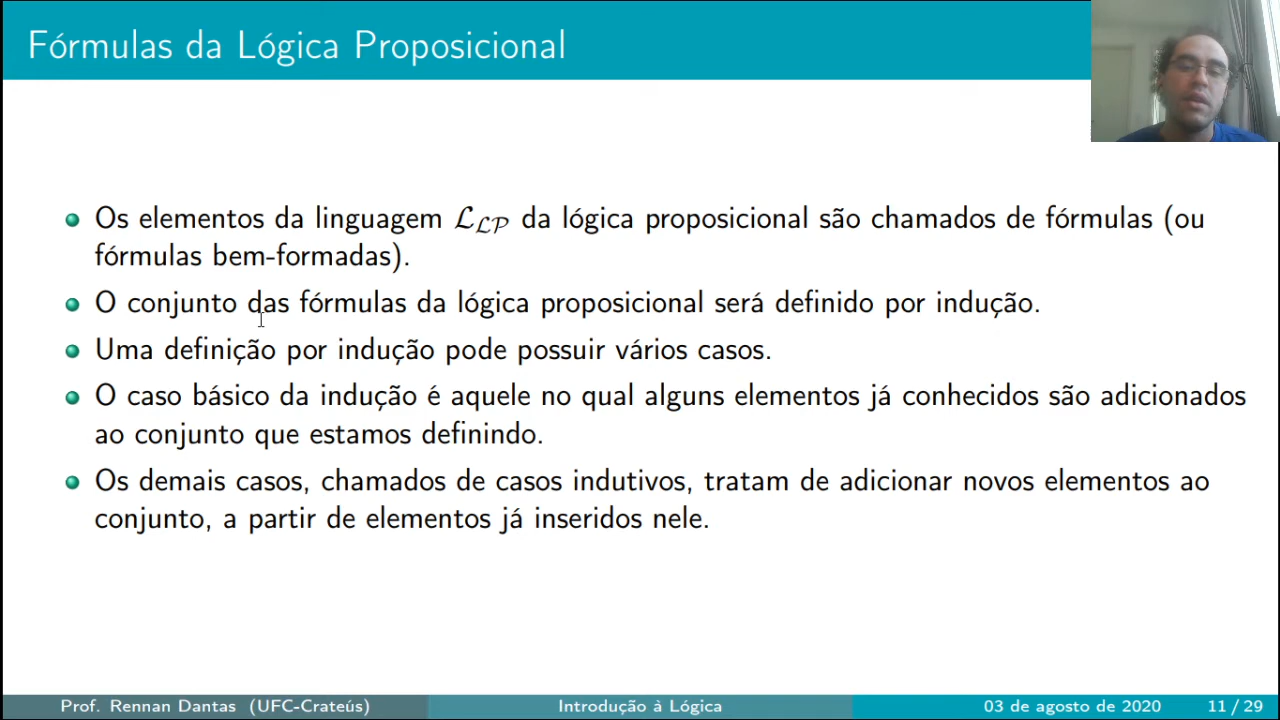 Fórmulas da Lógica Proposicional
Os elementos da linguagem ℒ_ℒ𝒫 da lógica proposicional são chamados de fórmulas (ou
fórmulas bem-formadas).
O conjunto das fórmulas da lógica proposicional será definido por indução.
Uma definição por indução pode possuir vários casos.
O caso básico da indução é aquele no qual alguns elementos já conhecidos são adicionados
ao conjunto que estamos definindo.
Os demais casos, chamados de casos indutivos, tratam de adicionar novos elementos ao
conjunto, a partir de elementos já inseridos nele.
Prof. Rennan Dantas (UFC-Crateús) Introdução à Lógica 03 de agosto de 2020 11 / 29